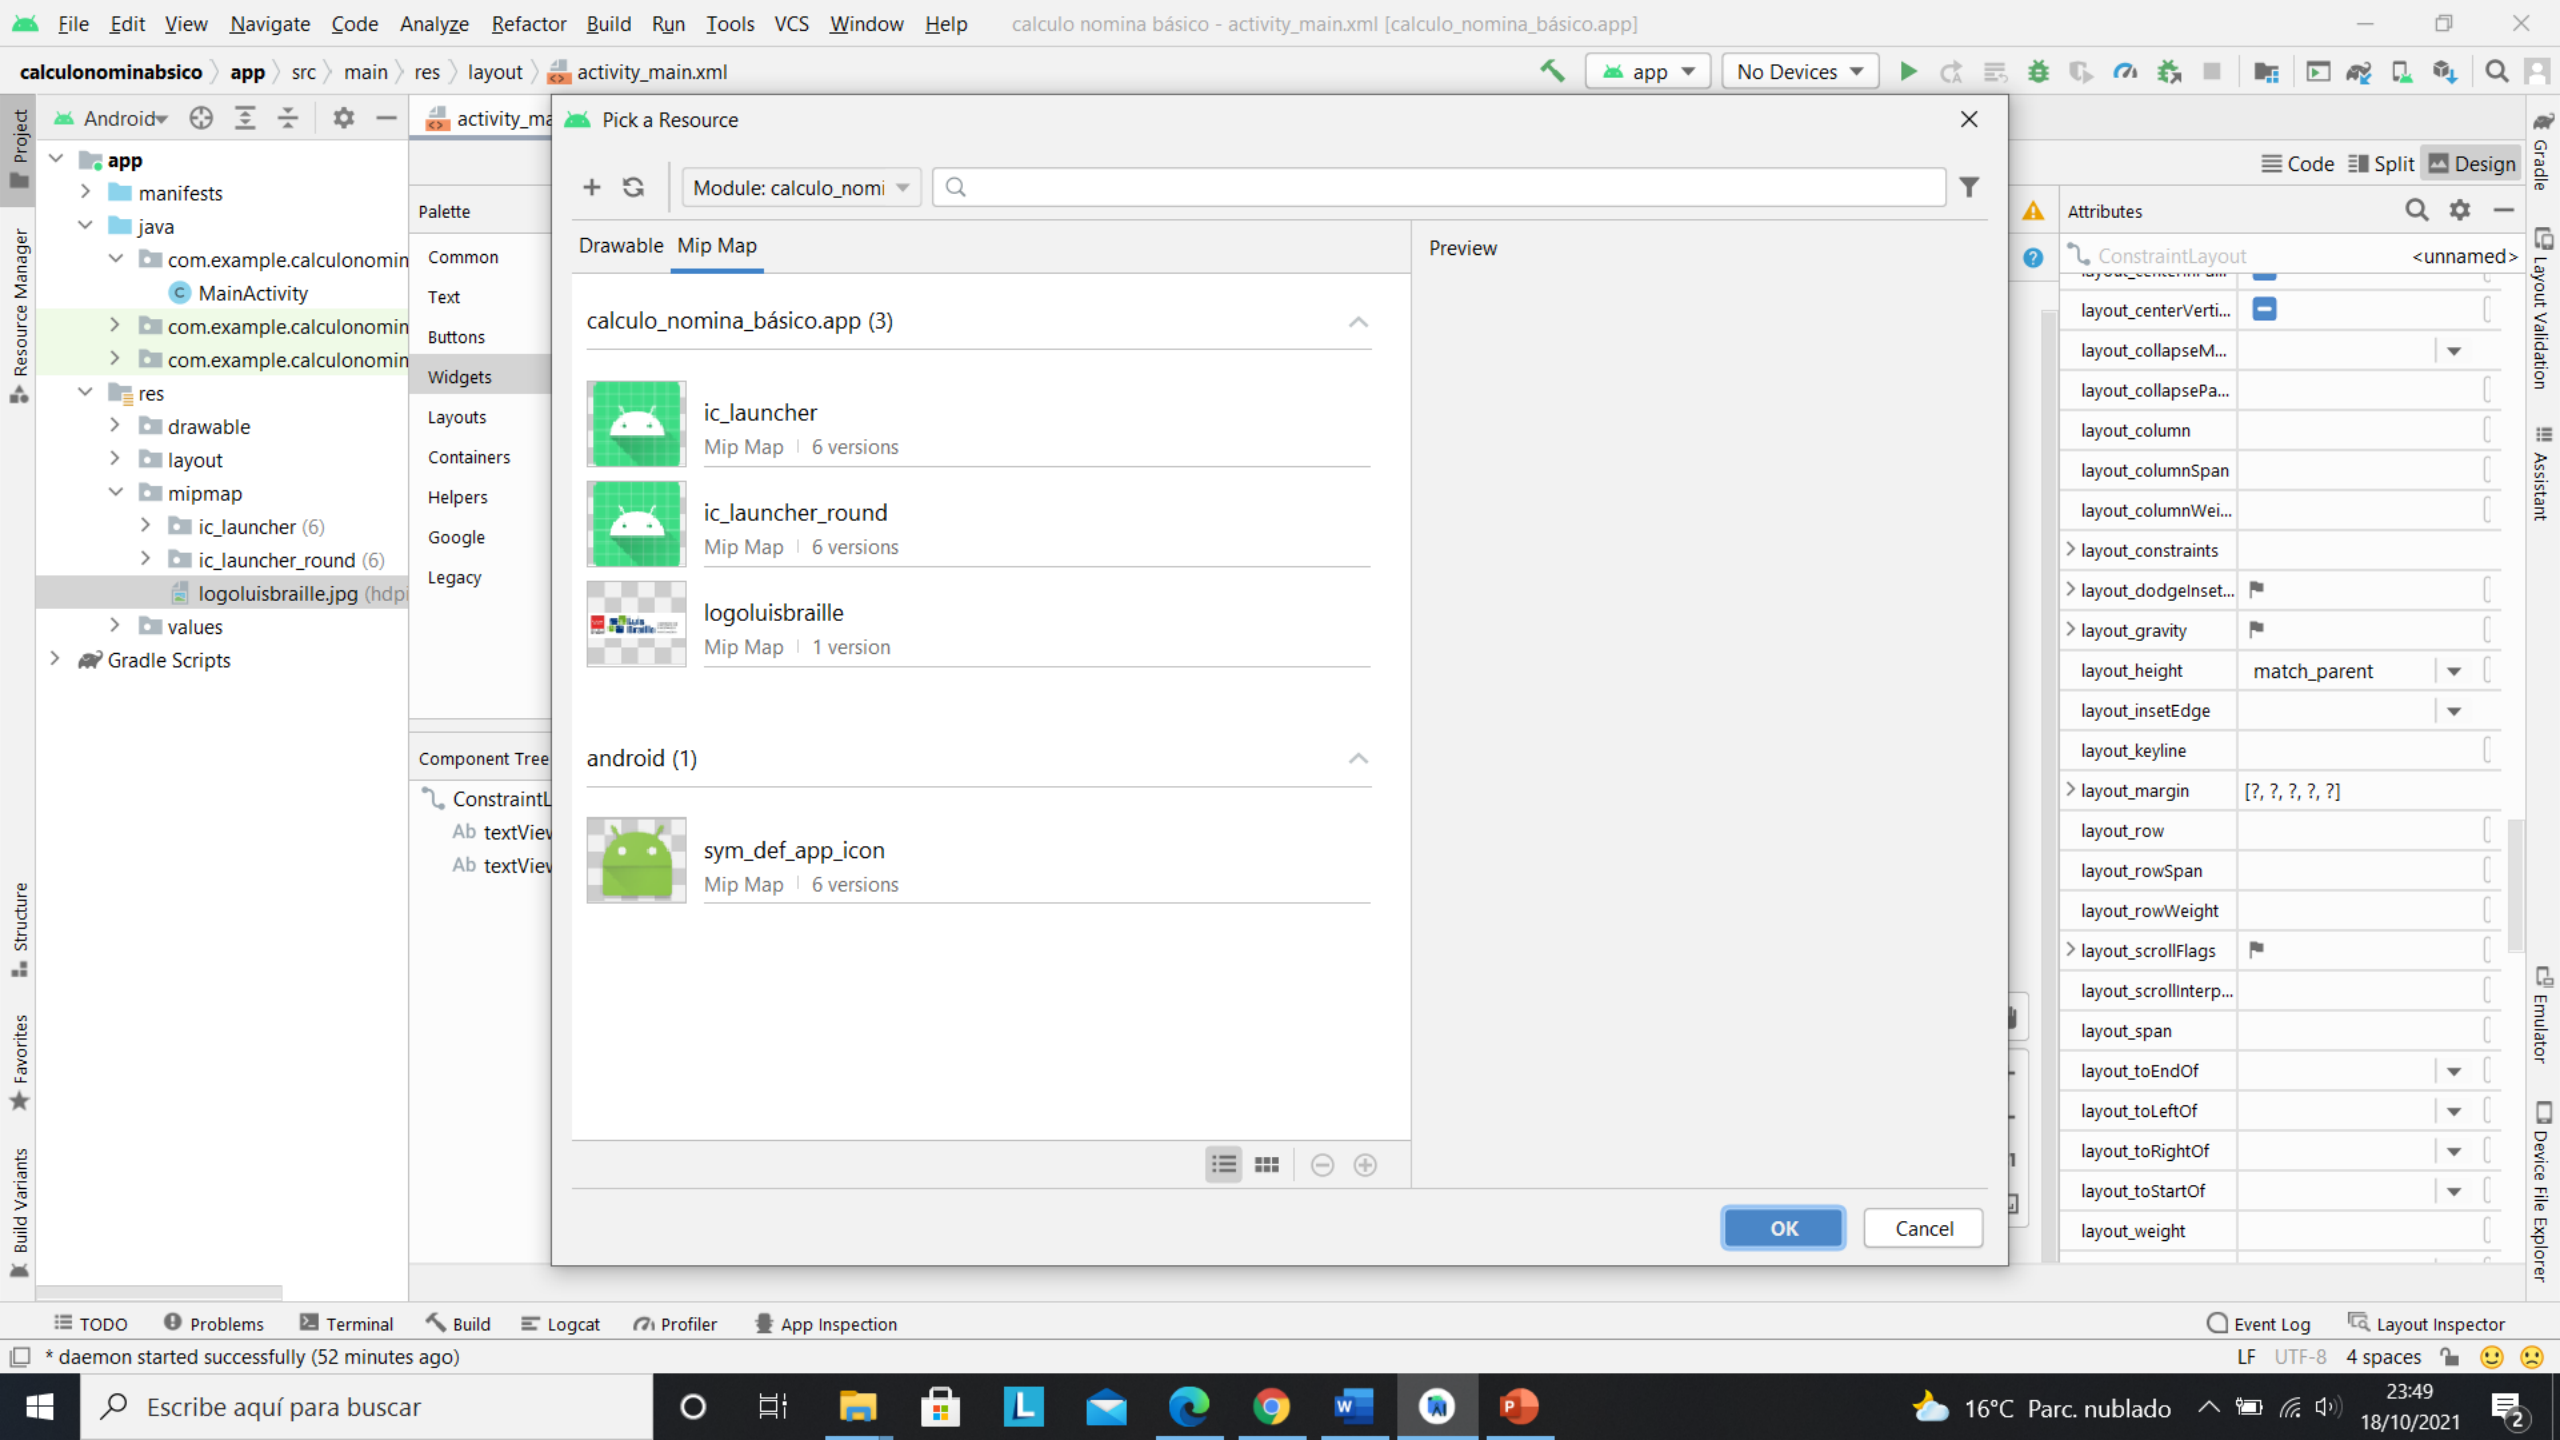 File Edit View Navigate Code Analyze Refactor Build Run Tools VCS Window Help calculo nomina básico - activity_main.xml [calculo_nomina_básico.app]
calculonominabsico app src main res layout activity_main.xml app No Devices
Project
Resource Manager
Structure
Favorites
Build Variants
Android
app
manifests
java
com.example.calculonomin
MainActivity
com.example.calculonomin
com.example.calculonomin
res
drawable
layout
mipmap
ic_launcher (6)
ic_launcher_round (6)
logoluisbraille.jpg (hdpi
values
Gradle Scripts
activity_ma
Palette
Common
Text
Buttons
Widgets
Layouts
Containers
Helpers
Google
Legacy
Component Tree
ConstraintL
Ab textView
Ab textView
Pick a Resource
Module: calculo_nomi
Drawable Mip Map
calculo_nomina_básico.app (3)
ic_launcher
Mip Map 6 versions
ic_launcher_round
Mip Map 6 versions
logoluisbraille
Mip Map 1 version
android (1)
sym_def_app_icon
Mip Map 6 versions
Preview
OK Cancel
Code Split Design
Attributes
ConstraintLayout <unnamed>
layout_centerVerti...
layout_collapseM...
layout_collapsePa...
layout_column
layout_columnSpan
layout_columnWei...
layout_constraints
layout_dodgeInset...
layout_gravity
layout_height match_parent
layout_insetEdge
layout_keyline
layout_margin [?, ?, ?, ?, ?]
layout_row
layout_rowSpan
layout_rowWeight
layout_scrollFlags
layout_scrollInterp...
layout_span
layout_toEndOf
layout_toLeftOf
layout_toRightOf
layout_toStartOf
layout_weight
Gradle
Layout Validation
Assistant
Emulator
Device File Explorer
TODO Problems Terminal Build Logcat Profiler App Inspection Event Log Layout Inspector
* daemon started successfully (52 minutes ago) LF UTF-8 4 spaces
Escribe aquí para buscar
16°C Parc. nublado
23:49
18/10/2021
2